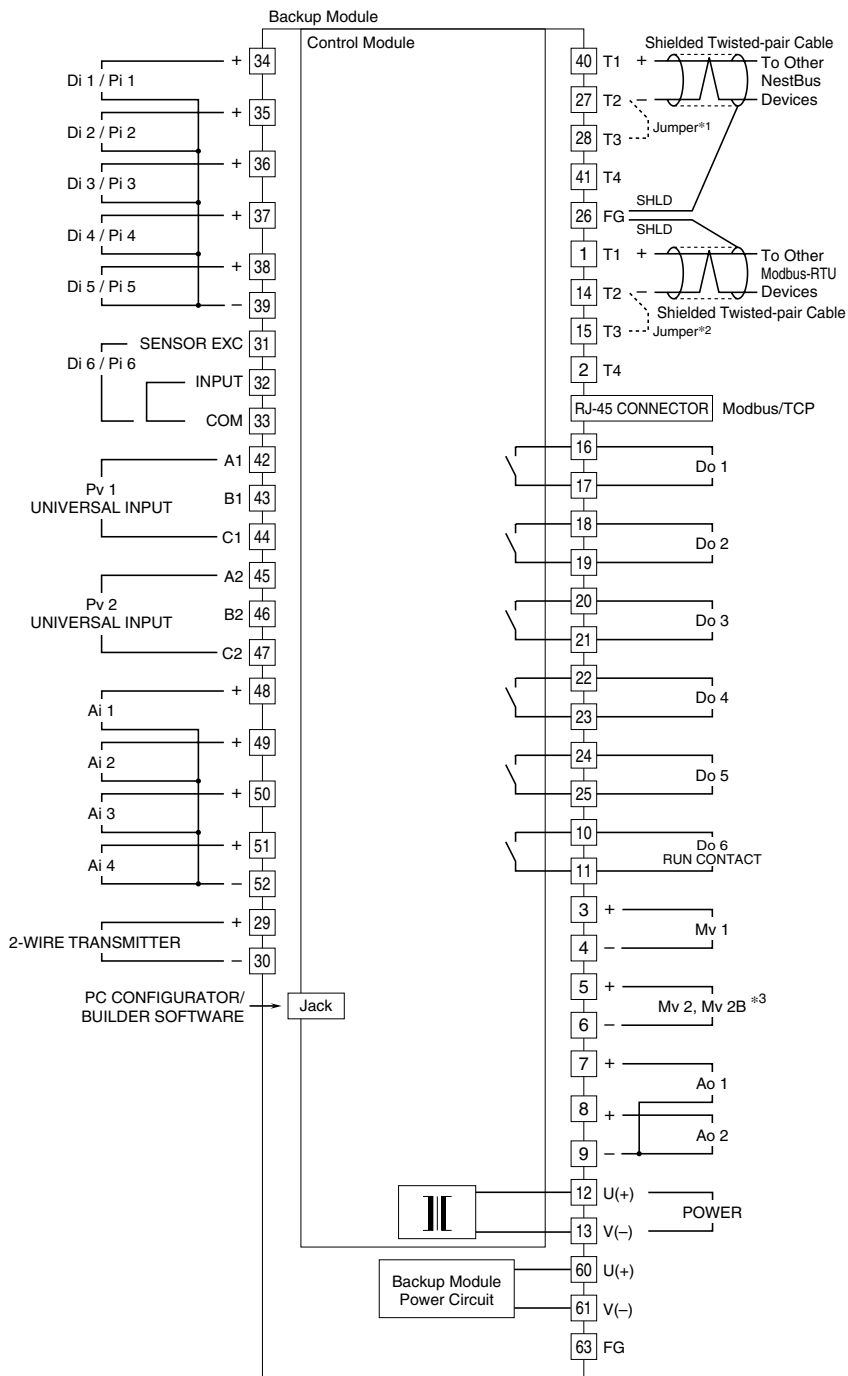 Backup Module
Control Module
Di 1 / Pi 1
+ 34
Di 2 / Pi 2
+ 35
Di 3 / Pi 3
+ 36
Di 4 / Pi 4
+ 37
Di 5 / Pi 5
+ 38
− 39
Di 6 / Pi 6
SENSOR EXC 31
INPUT 32
COM 33
Pv 1
UNIVERSAL INPUT
A1 42
B1 43
C1 44
Pv 2
UNIVERSAL INPUT
A2 45
B2 46
C2 47
Ai 1
+ 48
Ai 2
+ 49
Ai 3
+ 50
Ai 4
+ 51
− 52
2-WIRE TRANSMITTER
+ 29
− 30
PC CONFIGURATOR/
BUILDER SOFTWARE
Jack
Shielded Twisted-pair Cable
40 T1 +
To Other
NestBus
Devices
27 T2 −
Jumper*1
28 T3
41 T4
26 FG
SHLD
SHLD
1 T1 +
To Other
Modbus-RTU
Devices
14 T2 −
Shielded Twisted-pair Cable
15 T3
Jumper*2
2 T4
RJ-45 CONNECTOR Modbus/TCP
16
Do 1
17
18
Do 2
19
20
Do 3
21
22
Do 4
23
24
Do 5
25
10
Do 6
RUN CONTACT
11
3 +
Mv 1
4 −
5 +
Mv 2, Mv 2B *3
6 −
7 +
Ao 1
8 +
Ao 2
9 −
12 U(+)
POWER
13 V(−)
Backup Module
Power Circuit
60 U(+)
61 V(−)
63 FG